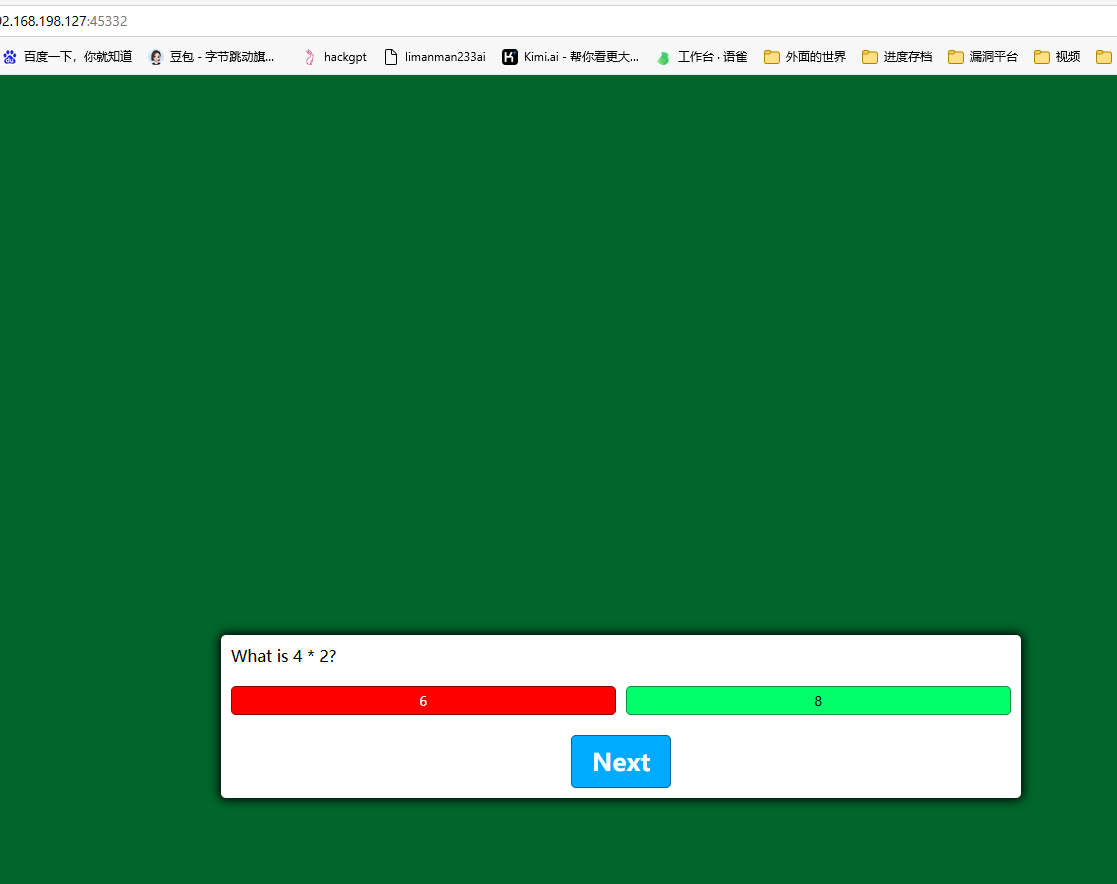 02.168.198.127:45332
百度一下，你就知道 豆包 - 字节跳动旗... hackgpt limanman233ai Kimi.ai - 帮你看更大... 工作台 · 语雀 外面的世界 进度存档 漏洞平台 视频
What is 4 * 2?
6 8
Next